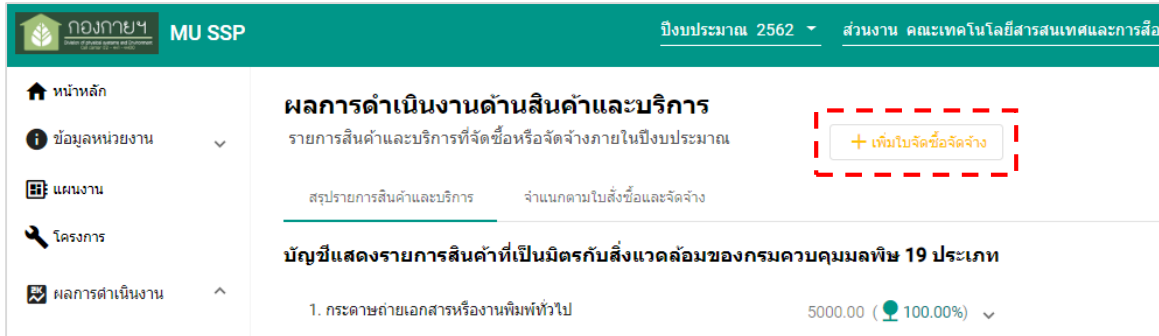 กองกายฯ
Division of physical systems and Environment
MU SSP
ปีงบประมาณ 2562
ส่วนงาน คณะเทคโนโลยีสารสนเทศและการสื่อ
หน้าหลัก
ข้อมูลหน่วยงาน
แผนงาน
โครงการ
ผลการดำเนินงาน
ผลการดำเนินงานด้านสินค้าและบริการ
รายการสินค้าและบริการที่จัดซื้อหรือจัดจ้างภายในปีงบประมาณ
+ เพิ่มใบจัดซื้อจัดจ้าง
สรุปรายการสินค้าและบริการ
จำแนกตามใบสั่งซื้อและจัดจ้าง
บัญชีแสดงรายการสินค้าที่เป็นมิตรกับสิ่งแวดล้อมของกรมควบคุมมลพิษ 19 ประเภท
1. กระดาษถ่ายเอกสารหรืองานพิมพ์ทั่วไป
5000.00 ( 100.00%)